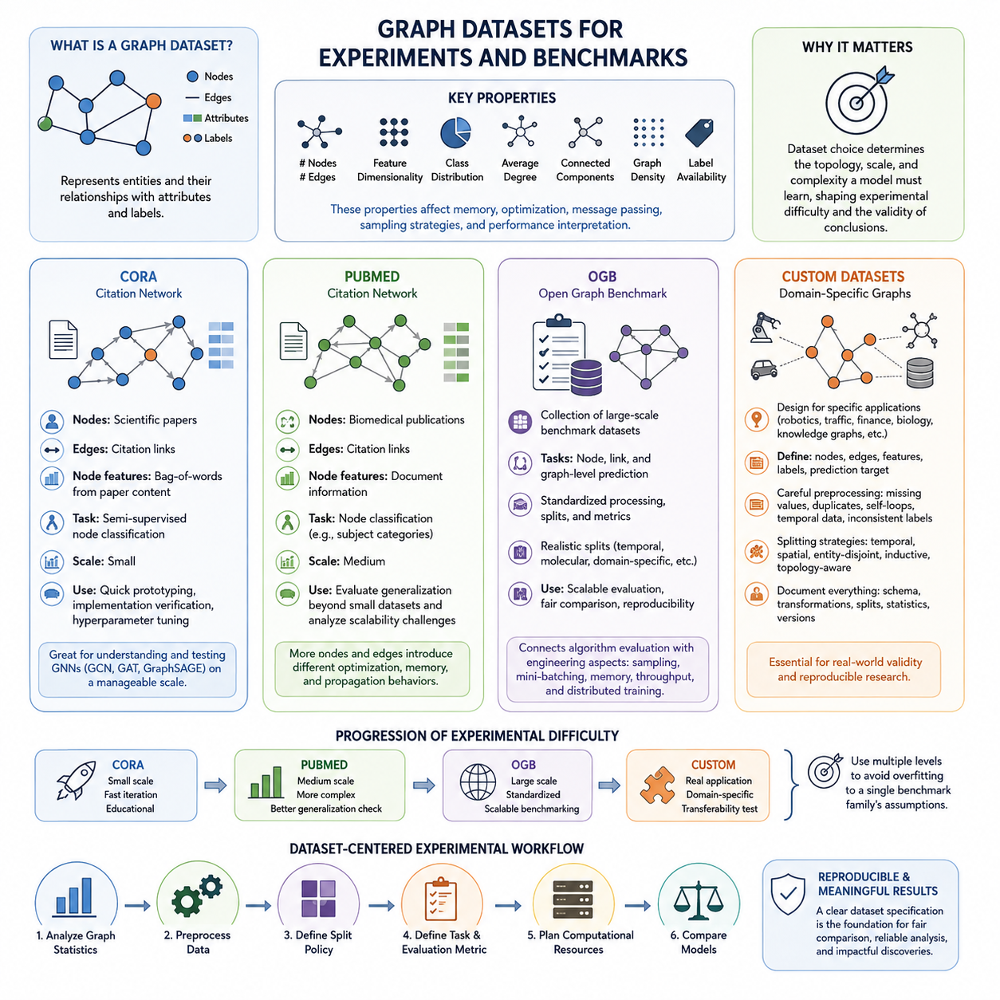 GRAPH DATASETS FOR
EXPERIMENTS AND BENCHMARKS
WHAT IS A GRAPH DATASET?
Nodes
Edges
Attributes
Labels
Represents entities and their
relationships with attributes
and labels.
KEY PROPERTIES
# Nodes
# Edges
Feature
Dimensionality
Class
Distribution
Average
Degree
Connected
Components
Graph
Density
Label
Availability
These properties affect memory, optimization, message passing,
sampling strategies, and performance interpretation.
WHY IT MATTERS
Dataset choice determines
the topology, scale, and
complexity a model must
learn, shaping experimental
difficulty and the validity of
conclusions.
CORA
Citation Network
Nodes: Scientific papers
Edges: Citation links
Node features: Bag-of-words
from paper content
Task: Semi-supervised
node classification
Scale: Small
Use: Quick prototyping,
implementation verification,
hyperparameter tuning
Great for understanding and testing
GNNs (GCN, GAT, GraphSAGE) on
a manageable scale.
PUBMED
Citation Network
Nodes: Biomedical publications
Edges: Citation links
Node features: Document
information
Task: Node classification
(e.g., subject categories)
Scale: Medium
Use: Evaluate generalization
beyond small datasets and
analyze scalability challenges
More nodes and edges introduce
different optimization, memory,
and propagation behaviors.
OGB
Open Graph Benchmark
Collection of large-scale
benchmark datasets
Tasks: Node, link, and
graph-level prediction
Standardized processing,
splits, and metrics
Realistic splits (temporal,
molecular, domain-specific, etc.)
Use: Scalable evaluation,
fair comparison, reproducibility
Connects algorithm evaluation with
engineering aspects: sampling,
mini-batching, memory, throughput,
and distributed training.
CUSTOM DATASETS
Domain-Specific Graphs
Design for specific applications
(robotics, traffic, finance, biology,
knowledge graphs, etc.)
Define: nodes, edges, features,
labels, prediction target
Careful preprocessing: missing
values, duplicates, self-loops,
temporal data, inconsistent labels
Splitting strategies: temporal,
spatial, entity-disjoint, inductive,
topology-aware
Document everything: schema,
transformations, splits, statistics,
versions
Essential for real-world validity
and reproducible research.
PROGRESSION OF EXPERIMENTAL DIFFICULTY
CORA
Small scale
Fast iteration
Educational
PUBMED
Medium scale
More complex
Better generalization check
OGB
Large scale
Standardized
Scalable benchmarking
CUSTOM
Real application
Domain-specific
Transferability test
Use multiple levels
to avoid overfitting
to a single benchmark
family's assumptions.
DATASET-CENTERED EXPERIMENTAL WORKFLOW
1. Analyze Graph
Statistics
2. Preprocess
Data
3. Define Split
Policy
4. Define Task &
Evaluation Metric
5. Plan Computational
Resources
6. Compare
Models
REPRODUCIBLE &
MEANINGFUL RESULTS
A clear dataset specification
is the foundation for fair
comparison, reliable analysis,
and impactful discoveries.